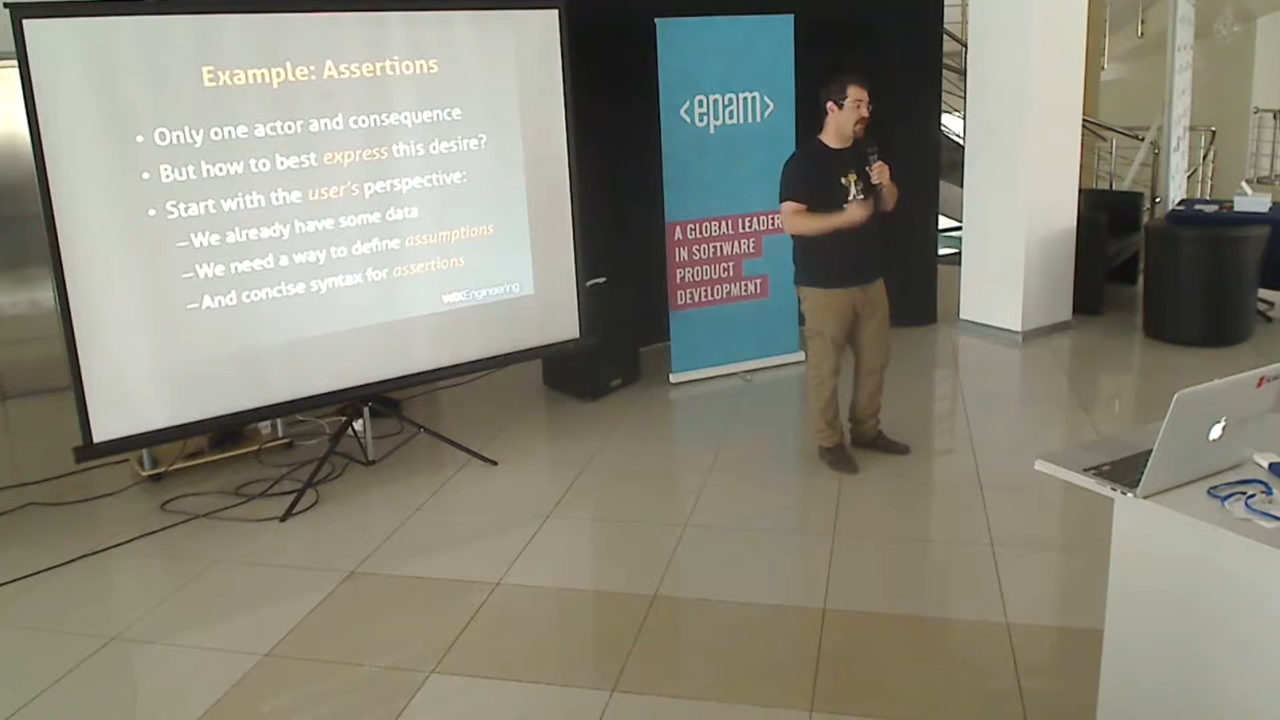 Example: Assertions
• Only one actor and consequence
• But how to best express this desire?
• Start with the user's perspective:
–We already have some data
–We need a way to define assumptions
–And concise syntax for assertions
WiXEngineering
<epam>
A GLOBAL LEADER
IN SOFTWARE
PRODUCT
DEVELOPMENT